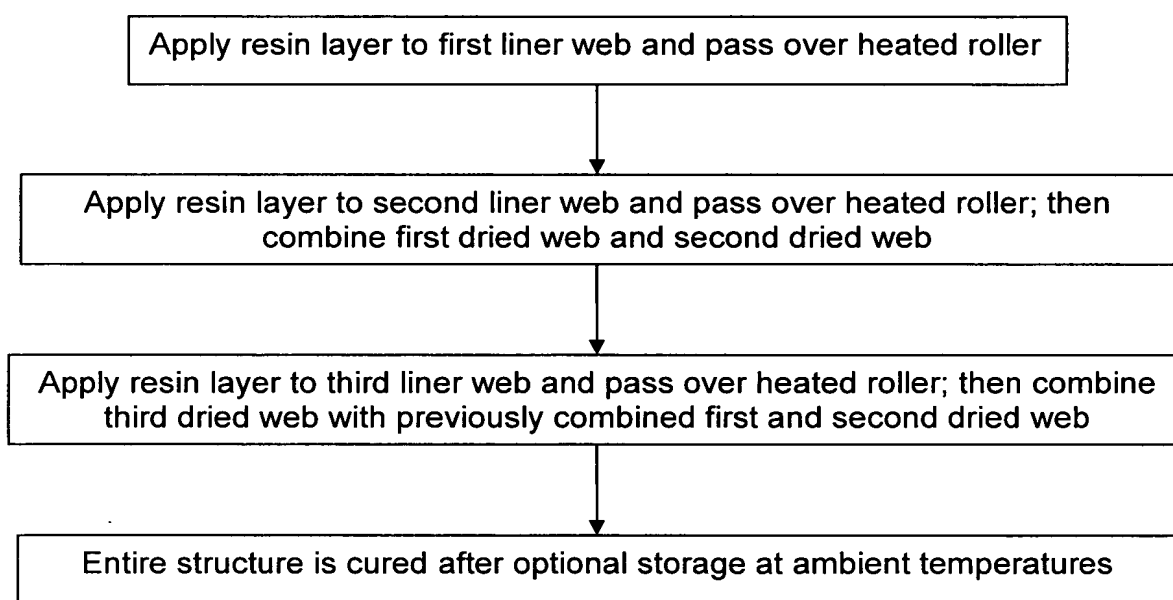 Apply resin layer to first liner web and pass over heated roller
Apply resin layer to second liner web and pass over heated roller; then
combine first dried web and second dried web
Apply resin layer to third liner web and pass over heated roller; then combine
third dried web with previously combined first and second dried web
Entire structure is cured after optional storage at ambient temperatures